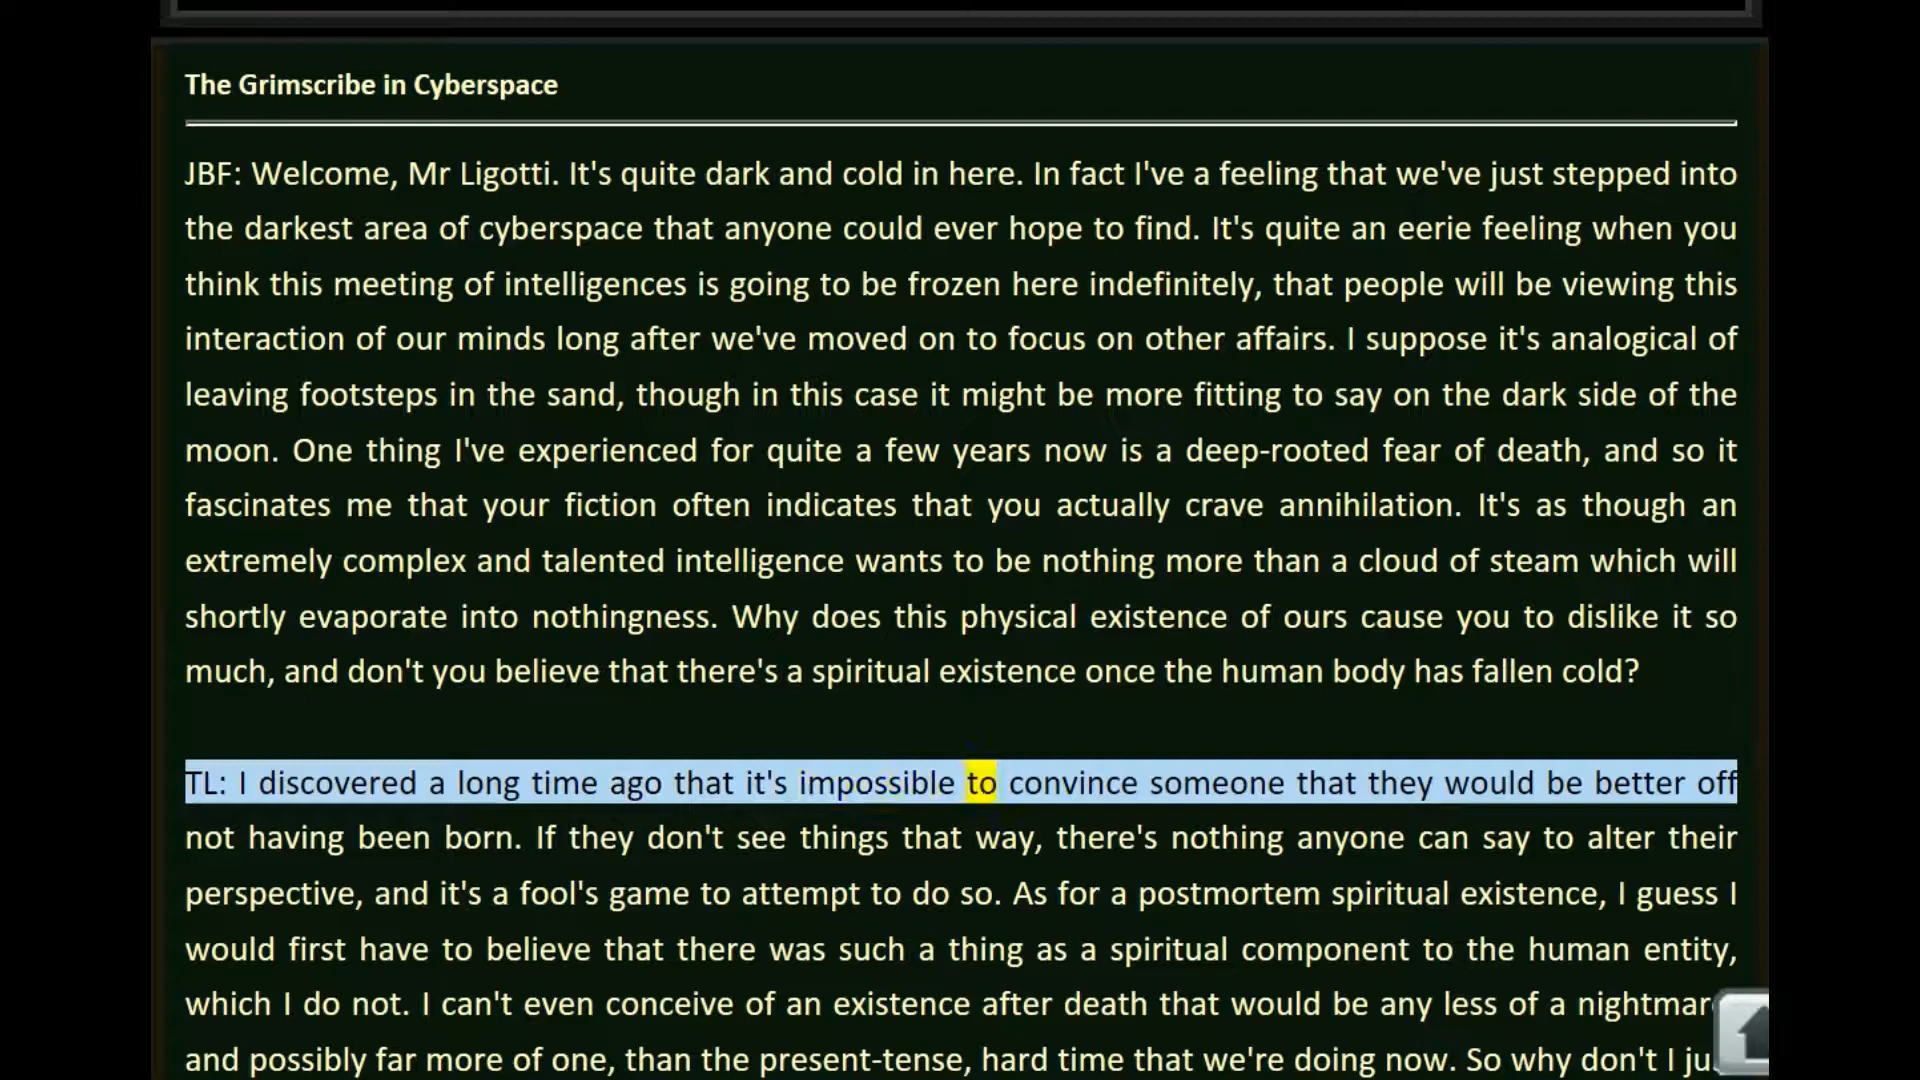 The Grimscribe in Cyberspace
JBF: Welcome, Mr Ligotti. It's quite dark and cold in here. In fact I've a feeling that we've just stepped into
the darkest area of cyberspace that anyone could ever hope to find. It's quite an eerie feeling when you
think this meeting of intelligences is going to be frozen here indefinitely, that people will be viewing this
interaction of our minds long after we've moved on to focus on other affairs. I suppose it's analogical of
leaving footsteps in the sand, though in this case it might be more fitting to say on the dark side of the
moon. One thing I've experienced for quite a few years now is a deep-rooted fear of death, and so it
fascinates me that your fiction often indicates that you actually crave annihilation. It's as though an
extremely complex and talented intelligence wants to be nothing more than a cloud of steam which will
shortly evaporate into nothingness. Why does this physical existence of ours cause you to dislike it so
much, and don't you believe that there's a spiritual existence once the human body has fallen cold?
TL: I discovered a long time ago that it's impossible to convince someone that they would be better off
not having been born. If they don't see things that way, there's nothing anyone can say to alter their
perspective, and it's a fool's game to attempt to do so. As for a postmortem spiritual existence, I guess I
would first have to believe that there was such a thing as a spiritual component to the human entity,
which I do not. I can't even conceive of an existence after death that would be any less of a
and possibly far more of one, than the present-tense, hard time that we're doing now. So why don't I